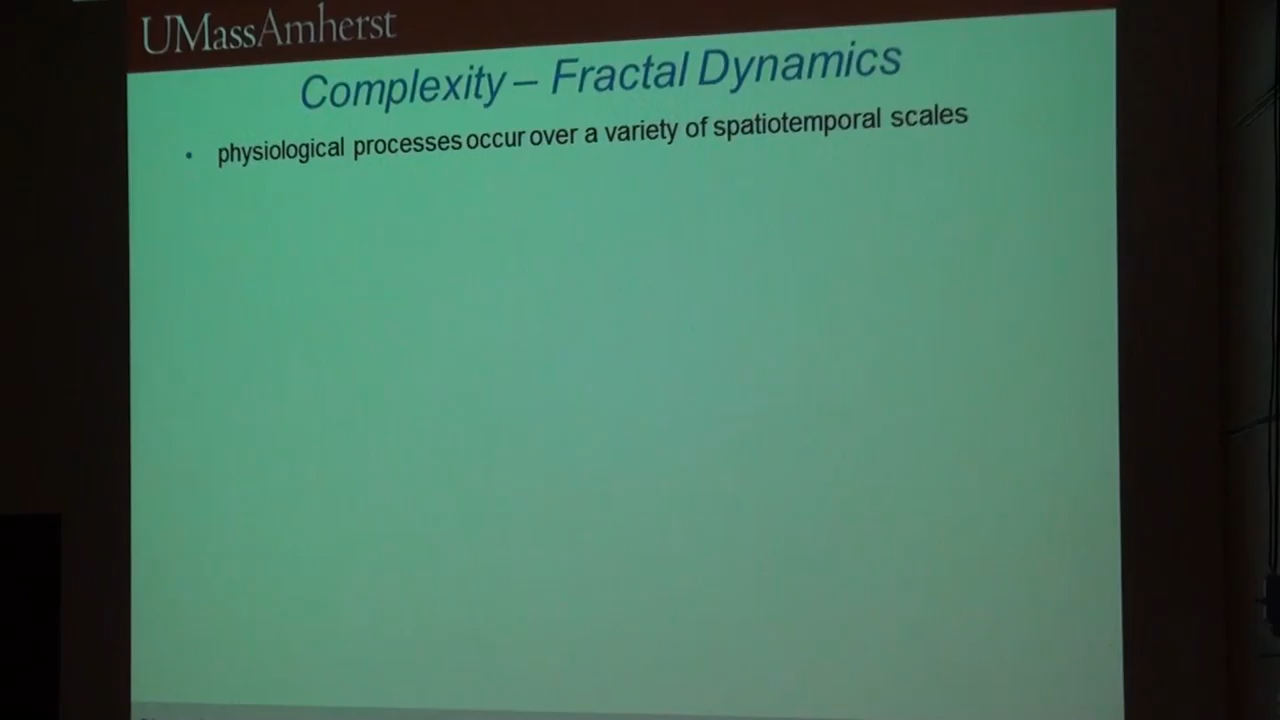 UMassAmherst
Complexity – Fractal Dynamics
• physiological processes occur over a variety of spatiotemporal scales